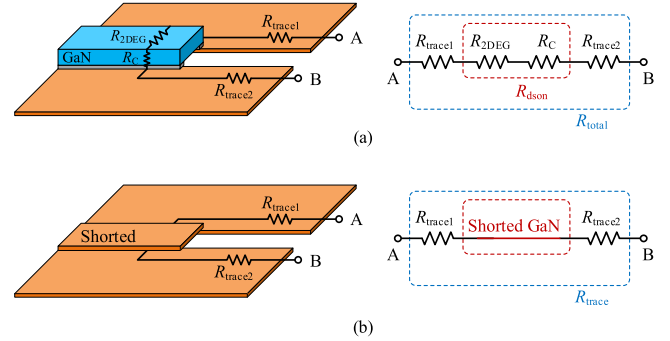 R2DEG
GaN
RC
Rtrace1
A
Rtrace2
B
Rtrace1
R2DEG
RC
Rtrace2
A
B
Rdson
Rtotal
(a)
Shorted
Rtrace1
A
Rtrace2
B
Rtrace1
Shorted GaN
Rtrace2
A
B
Rtrace
(b)